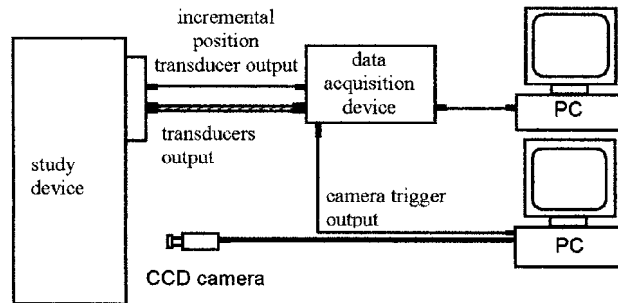 incremental
position
transducer output
data
acquisition
device
PC
transducers
output
study
device
camera trigger
output
PC
CCD camera